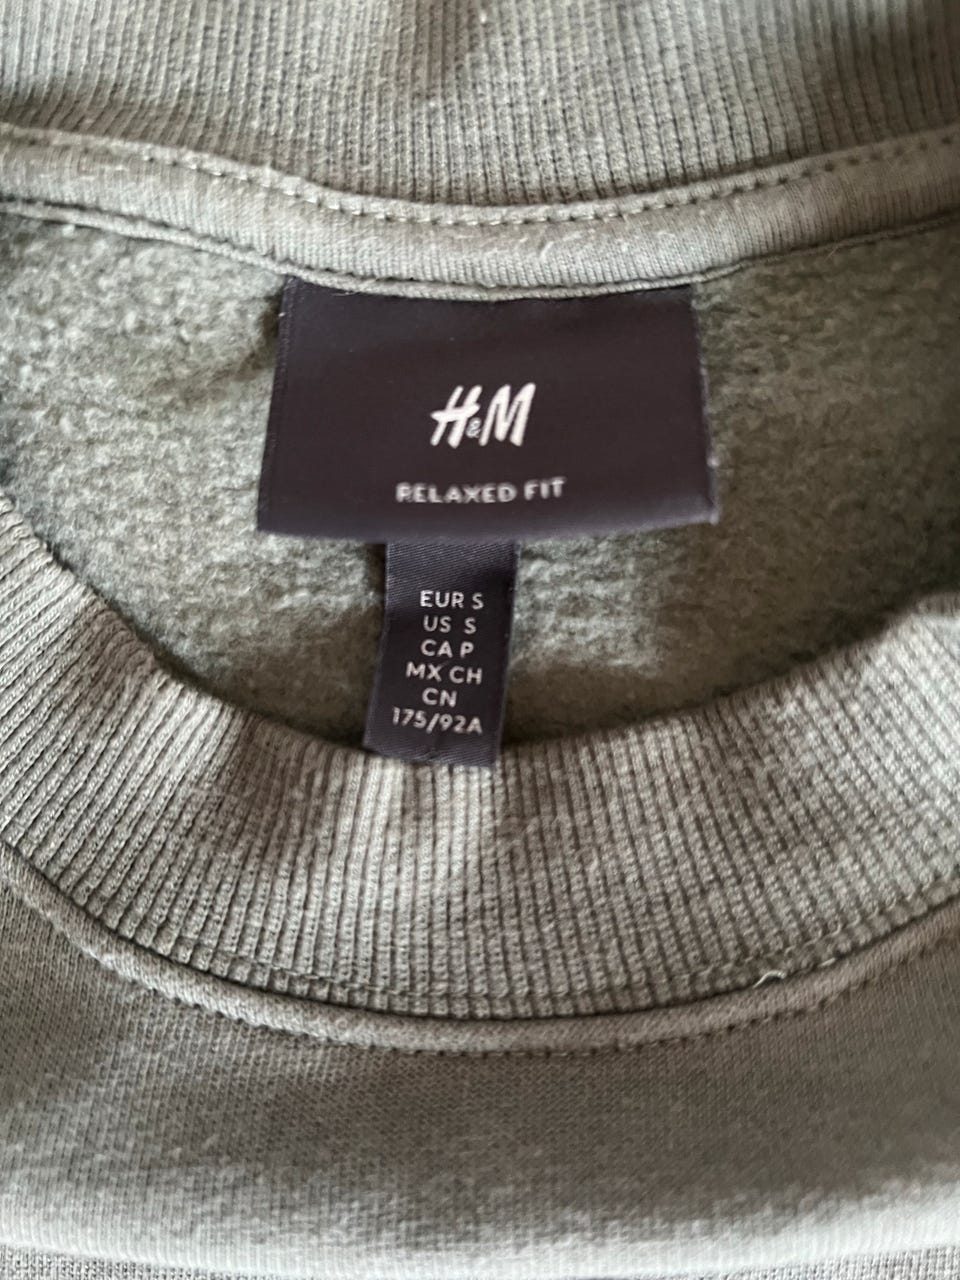 H&M
RELAXED FIT
EUR S
US S
CA P
MX CH
CN
175/92A